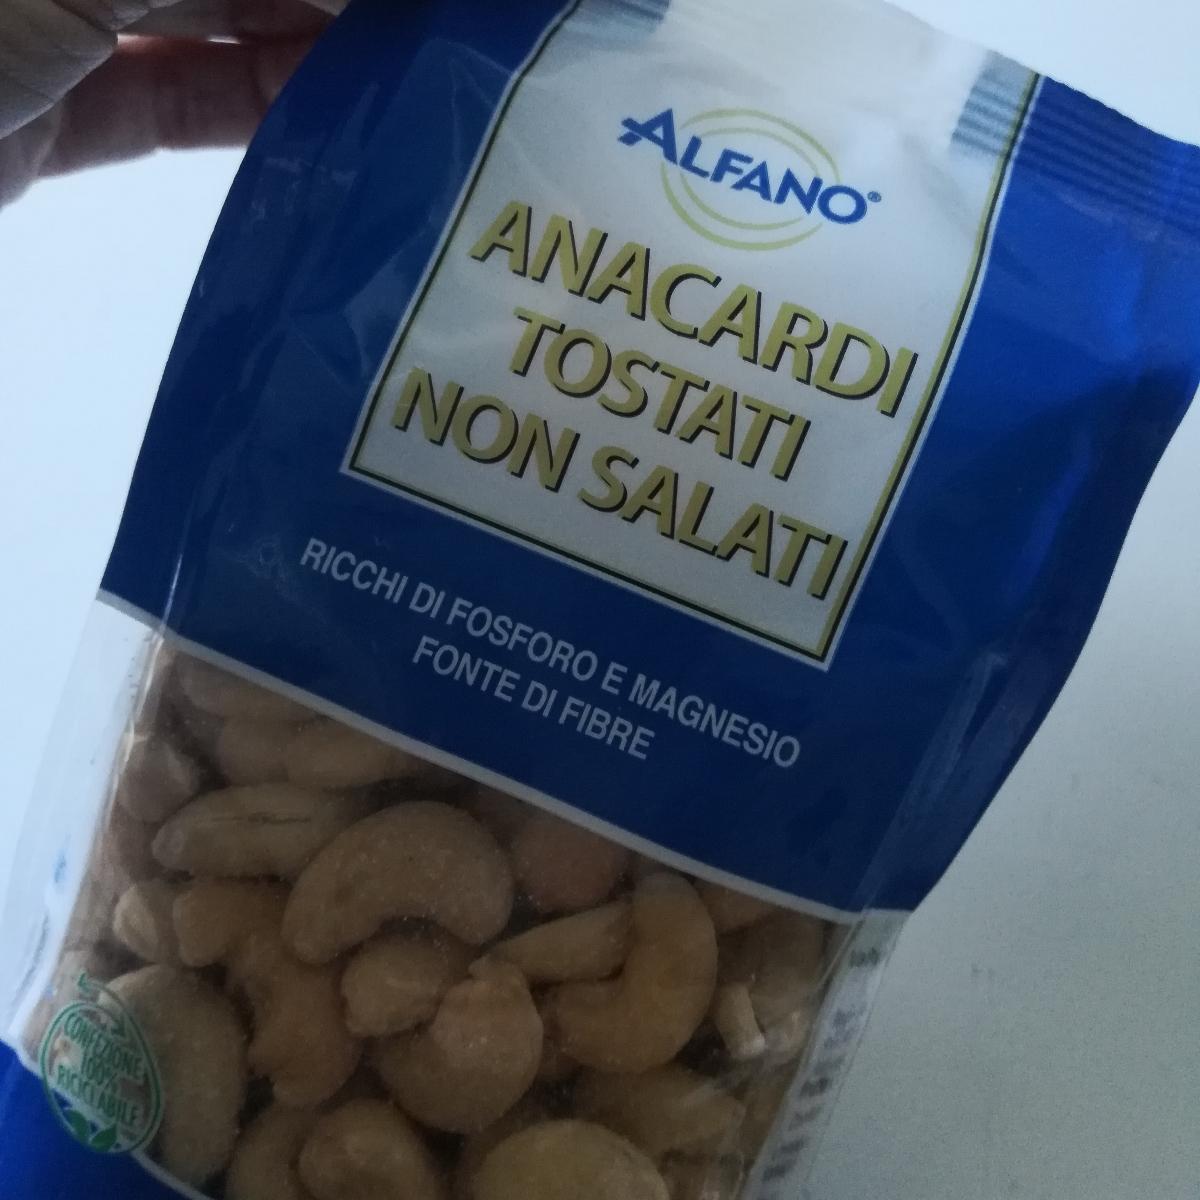 ALFANO®
ANACARDI
TOSTATI
NON SALATI
RICCHI DI FOSFORO E MAGNESIO
FONTE DI FIBRE
CONFEZIONE
100%
RICICLABILE